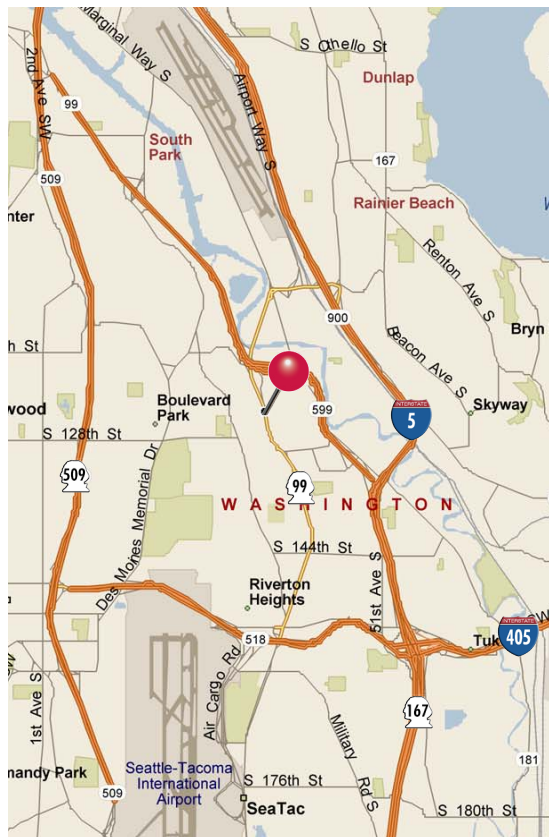 Marginal Way S
S Othello St
Dunlap
2nd Ave SW
99
Airport Way S
South
Park
167
509
Rainier Beach
nter
Renton Ave S
900
Bryn
Beacon Ave S
h St
Boulevard
Park
599
wood
Skyway
INTERSTATE
5
S 128th St
509
99
Des Moines Memorial Dr
WASHINGTON
S 144th St
51st Ave S
Riverton
Heights
518
Tuk
SW
INTERSTATE
405
1st Ave S
Air Cargo Rd
167
Military Rd S
181
mandy Park
Seattle-Tacoma
International
Airport
S 176th St
509
SeaTac
S 180th St